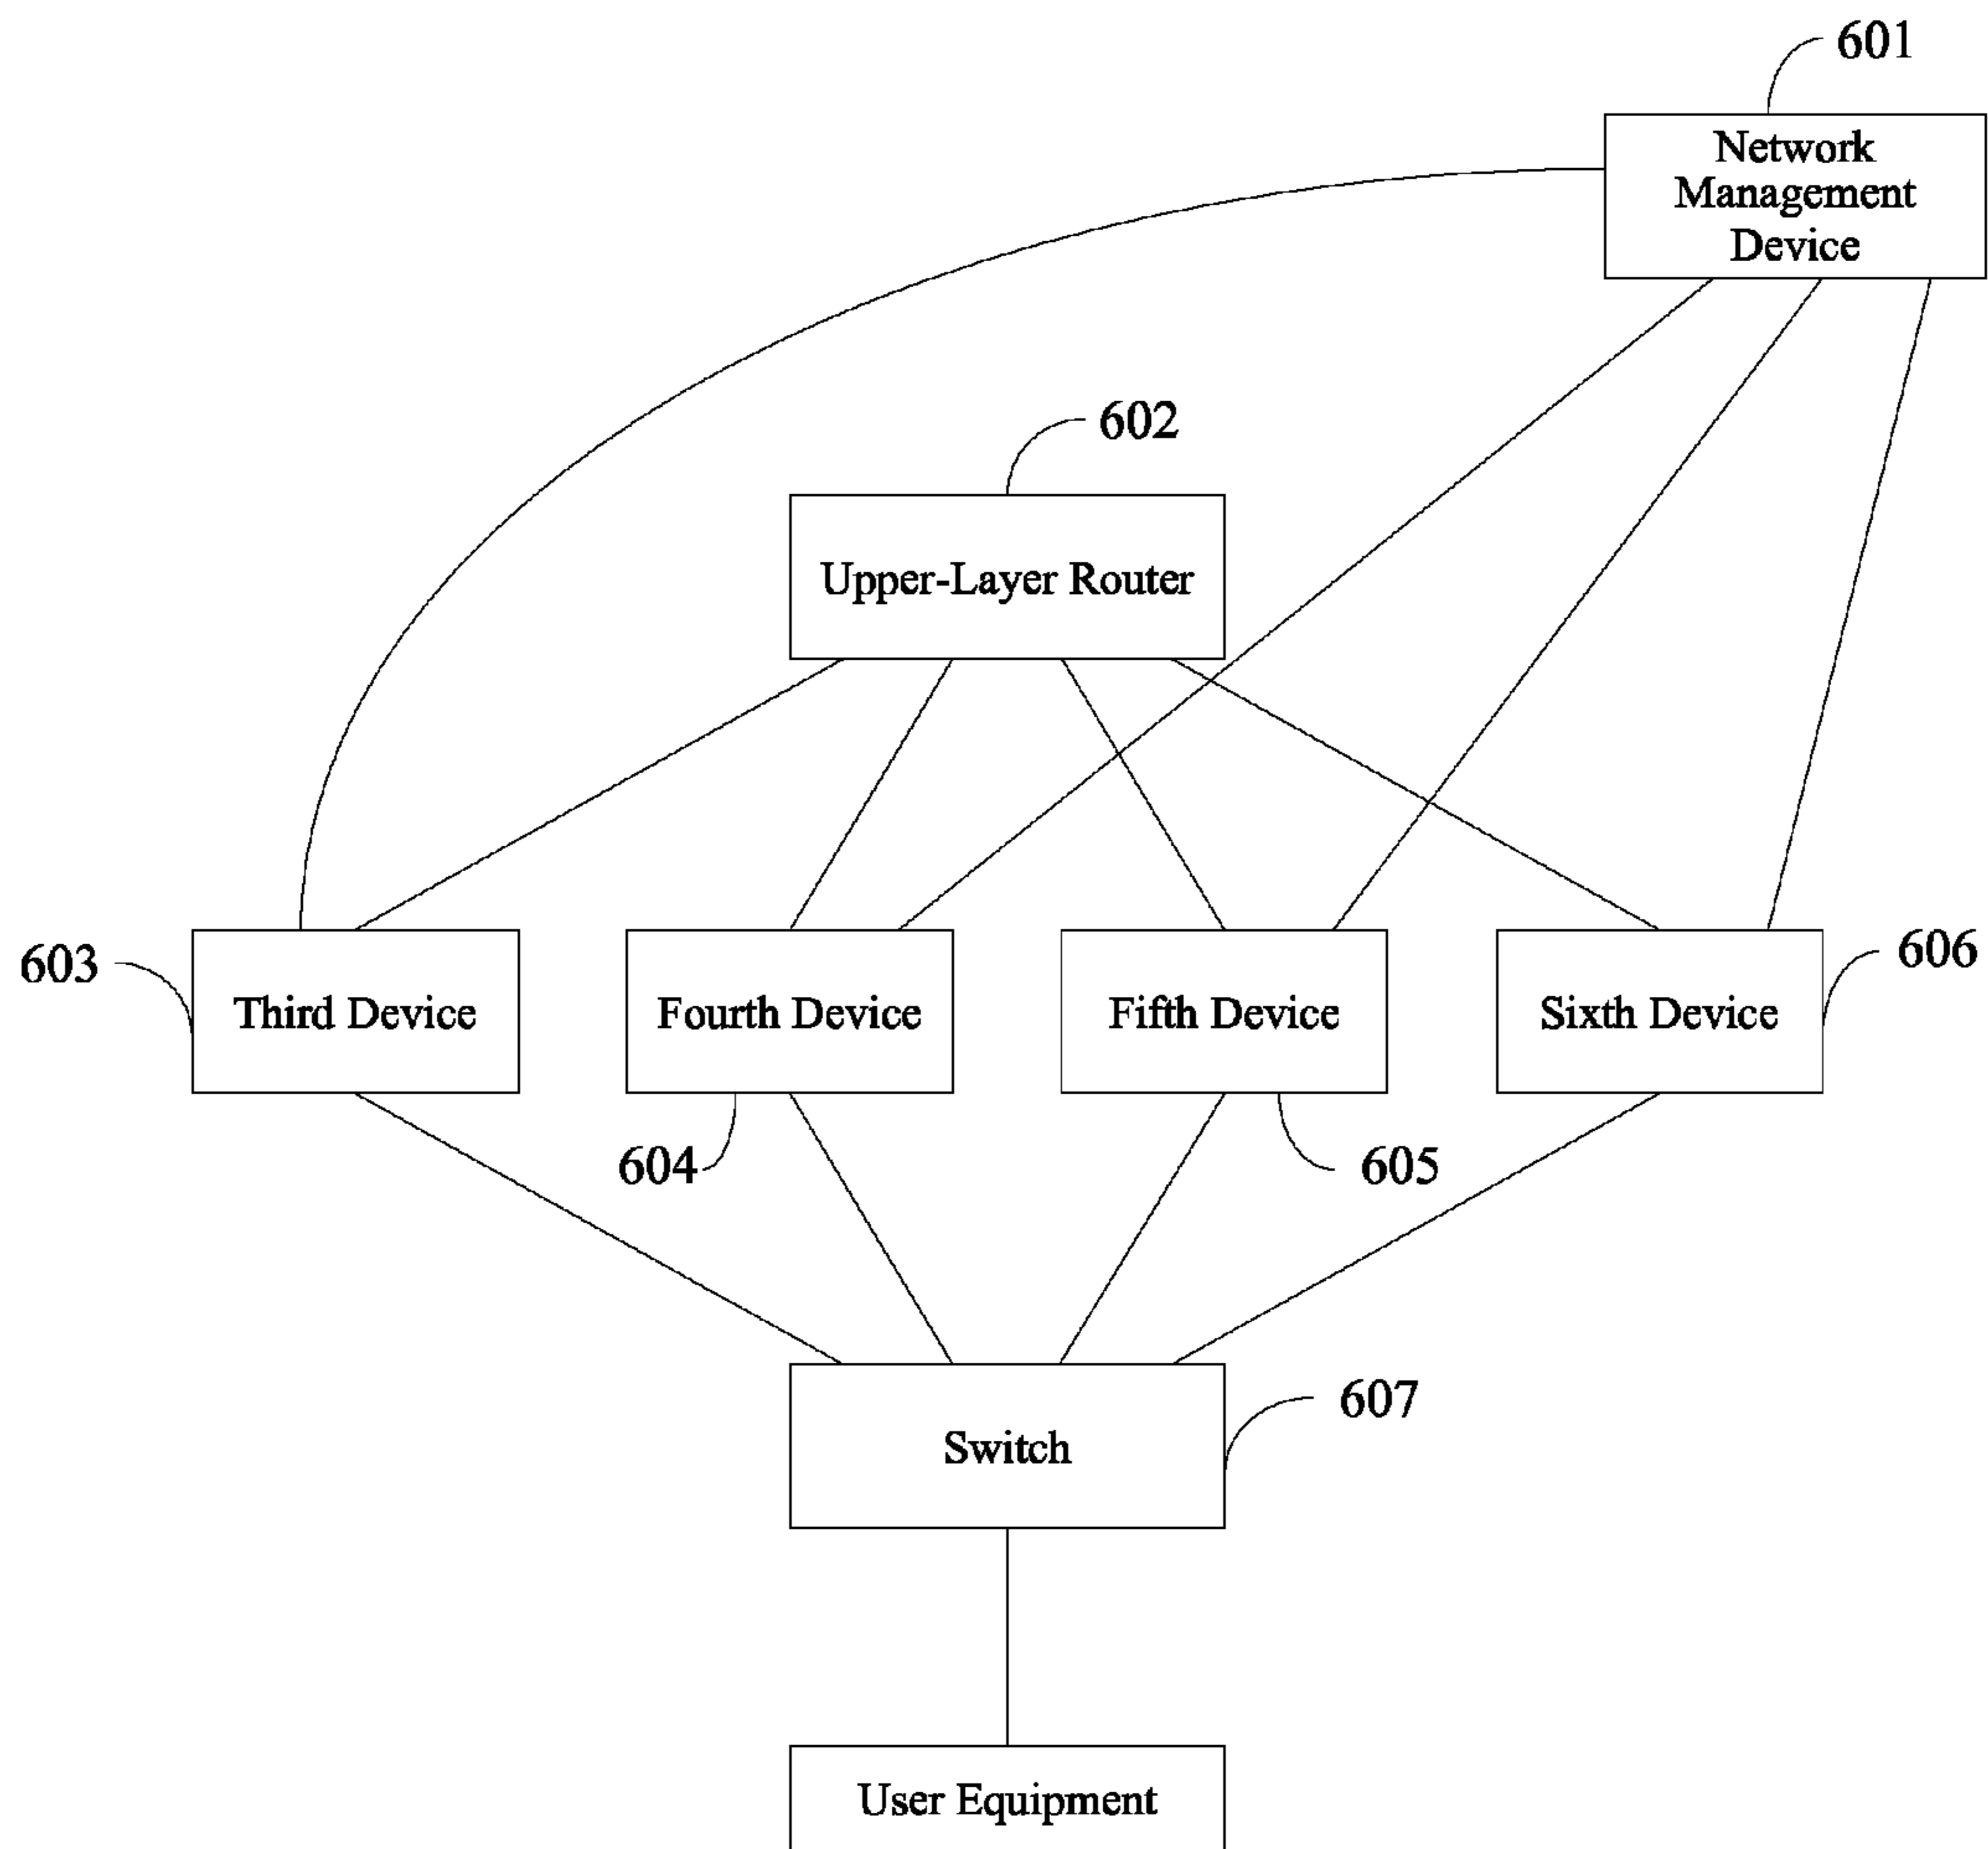 601
Network
Management
Device
602
Upper-Layer Router
603
Third Device
Fourth Device
Fifth Device
Sixth Device
606
604
605
Switch
607
User Equipment